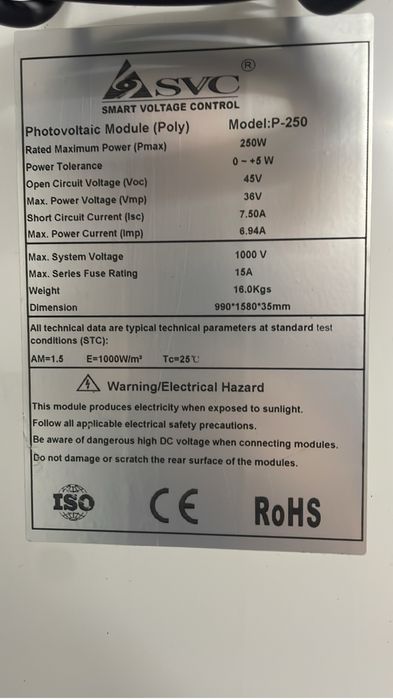 SVC ®
SMART VOLTAGE CONTROL
Photovoltaic Module (Poly) Model:P-250
Rated Maximum Power (Pmax) 250W
Power Tolerance 0 ~ +5 W
Open Circuit Voltage (Voc) 45V
Max. Power Voltage (Vmp) 36V
Short Circuit Current (Isc) 7.50A
Max. Power Current (Imp) 6.94A
Max. System Voltage 1000 V
Max. Series Fuse Rating 15A
Weight 16.0Kgs
Dimension 990*1580*35mm
All technical data are typical technical parameters at standard test
conditions (STC):
AM=1.5 E=1000W/m² Tc=25℃
Warning/Electrical Hazard
This module produces electricity when exposed to sunlight.
Follow all applicable electrical safety precautions.
Be aware of dangerous high DC voltage when connecting modules.
Do not damage or scratch the rear surface of the modules.
ISO CE RoHS